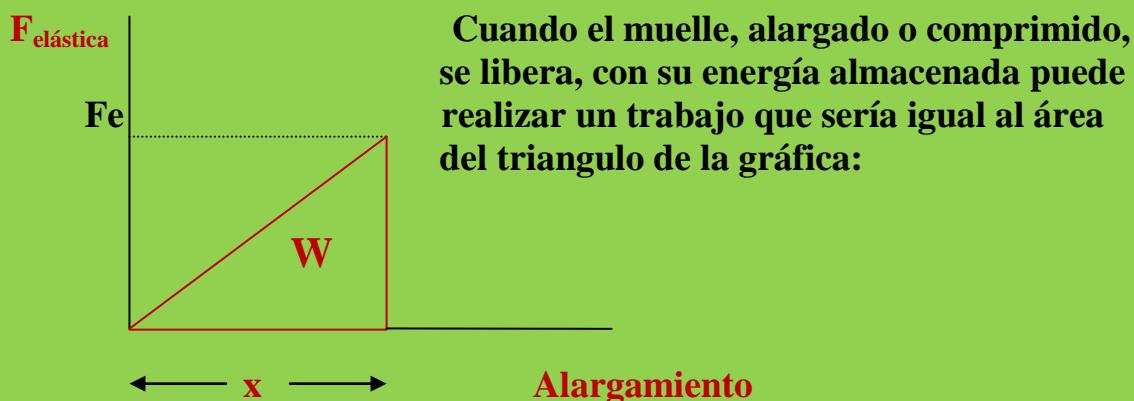 Felástica
Cuando el muelle, alargado o comprimido,
se libera, con su energía almacenada puede
Fe
realizar un trabajo que sería igual al área
del triangulo de la gráfica:
W
x
Alargamiento